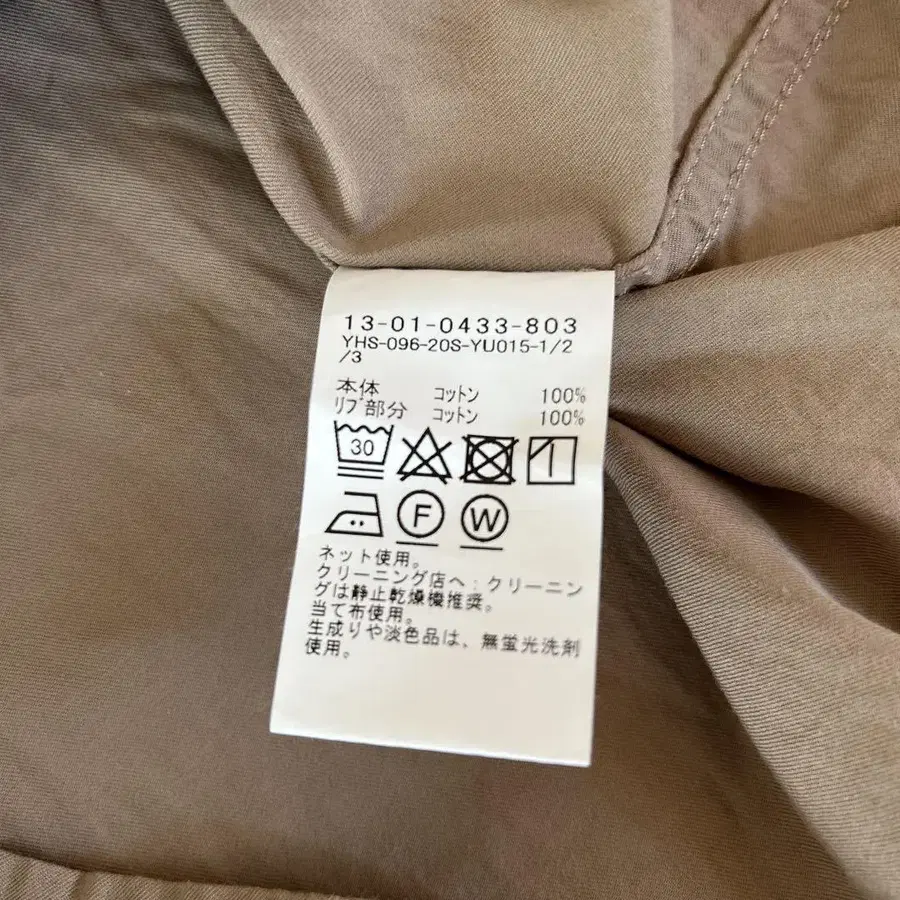 13-01-0433-803
YHS-096-20S-YU015-1/2
/3
本体 コットン 100%
リブ部分 コットン 100%
30
F W
ネット使用。
クリーニング店へ:クリーニン
グは静止乾燥機推奨。
当て布使用。
生成りや淡色品は、無蛍光洗剤
使用。